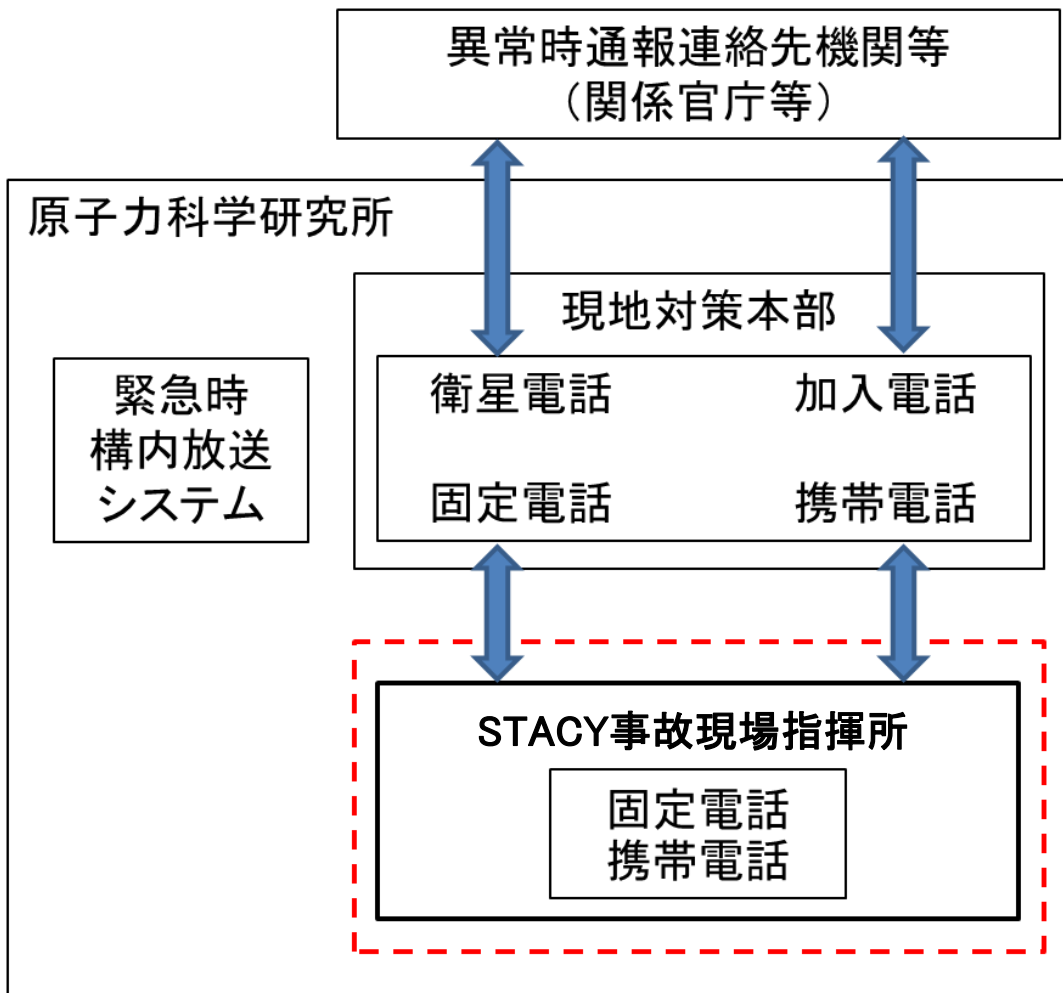 異常時通報連絡先機関等
（関係官庁等）
原子力科学研究所
現地対策本部
緊急時
構内放送
システム
衛星電話
加入電話
固定電話
携帯電話
STACY事故現場指揮所
固定電話
携帯電話